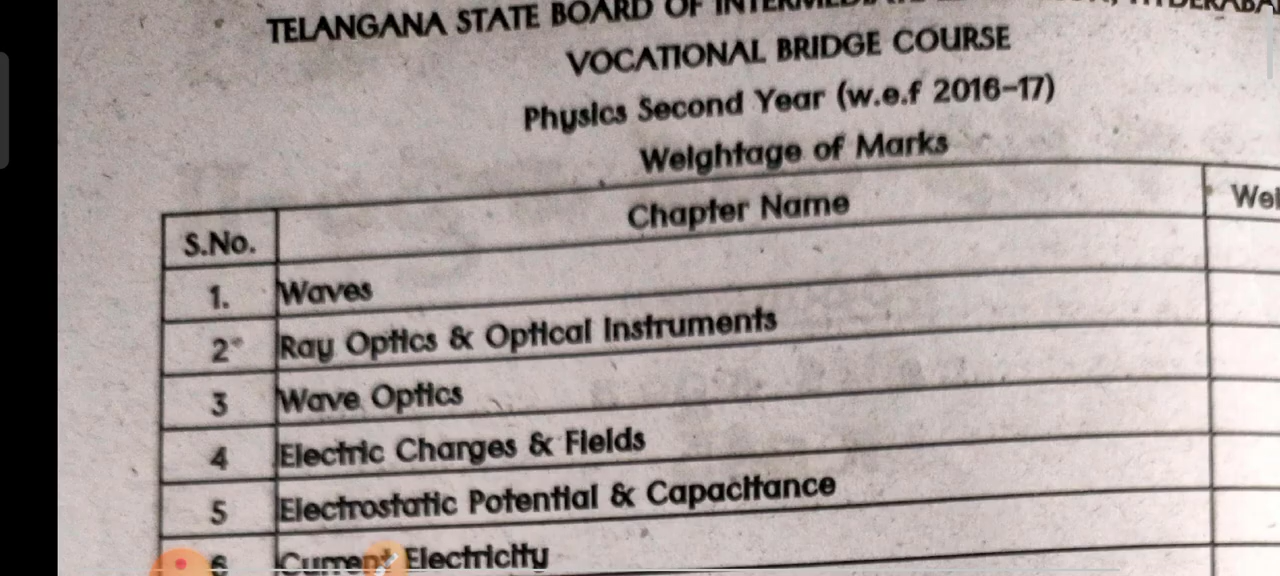 TELANGANA STATE BOARD OF
VOCATIONAL BRIDGE COURSE
Physics Second Year (w.e.f 2016-17)
Weightage of Marks
S.No. Chapter Name
1. Waves
2 Ray Optics & Optical Instruments
3 Wave Optics
4 Electric Charges & Fields
5 Electrostatic Potential & Capacitance
6 Current Electricity